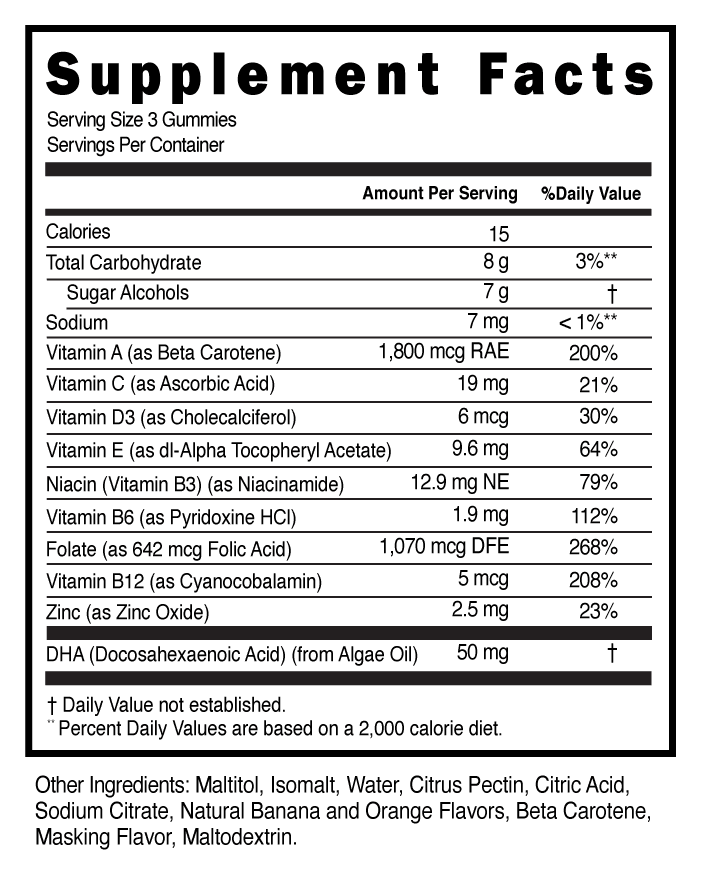 Supplement Facts
Serving Size 3 Gummies
Servings Per Container
Amount Per Serving %Daily Value
Calories 15
Total Carbohydrate 8 g 3%**
Sugar Alcohols 7 g †
Sodium 7 mg < 1%**
Vitamin A (as Beta Carotene) 1,800 mcg RAE 200%
Vitamin C (as Ascorbic Acid) 19 mg 21%
Vitamin D3 (as Cholecalciferol) 6 mcg 30%
Vitamin E (as dl-Alpha Tocopheryl Acetate) 9.6 mg 64%
Niacin (Vitamin B3) (as Niacinamide) 12.9 mg NE 79%
Vitamin B6 (as Pyridoxine HCl) 1.9 mg 112%
Folate (as 642 mcg Folic Acid) 1,070 mcg DFE 268%
Vitamin B12 (as Cyanocobalamin) 5 mcg 208%
Zinc (as Zinc Oxide) 2.5 mg 23%
DHA (Docosahexaenoic Acid) (from Algae Oil) 50 mg †
† Daily Value not established.
** Percent Daily Values are based on a 2,000 calorie diet.
Other Ingredients: Maltitol, Isomalt, Water, Citrus Pectin, Citric Acid,
Sodium Citrate, Natural Banana and Orange Flavors, Beta Carotene,
Masking Flavor, Maltodextrin.